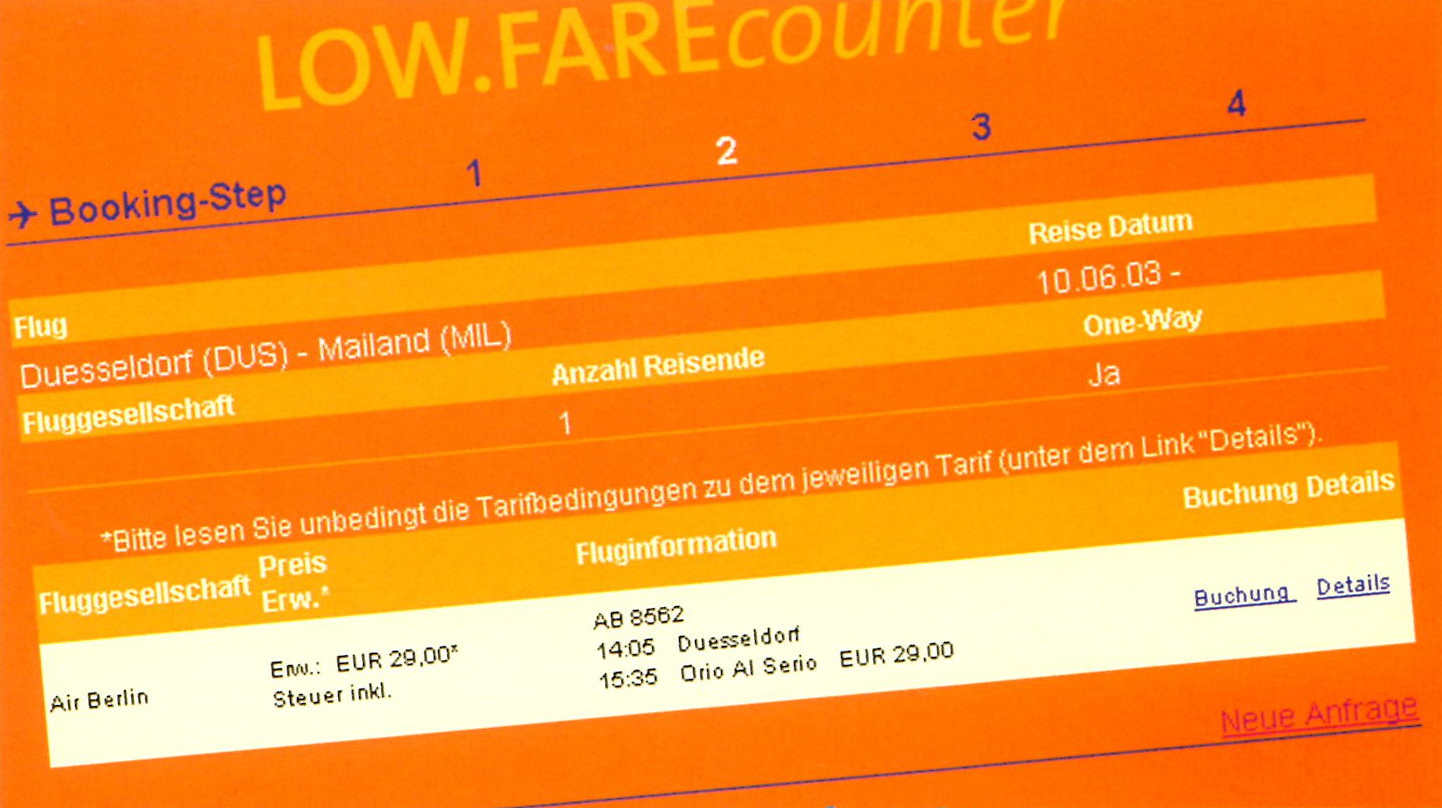 LOW.FAREcounter
✈ Booking-Step 1 2 3 4
Flug Reise Datum
Duesseldorf (DUS) - Mailand (MIL) 10.06.03 -
Fluggesellschaft Anzahl Reisende One-Way
1 Ja
*Bitte lesen Sie unbedingt die Tarifbedingungen zu dem jeweiligen Tarif (unter dem Link "Details").
Fluggesellschaft Preis Erw.* Fluginformation Buchung Details
AB 8562
Erw.: EUR 29,00* 14:05 Duesseldorf Buchung Details
Air Berlin Steuer inkl. 15:35 Orio Al Serio EUR 29,00
Neue Anfrage